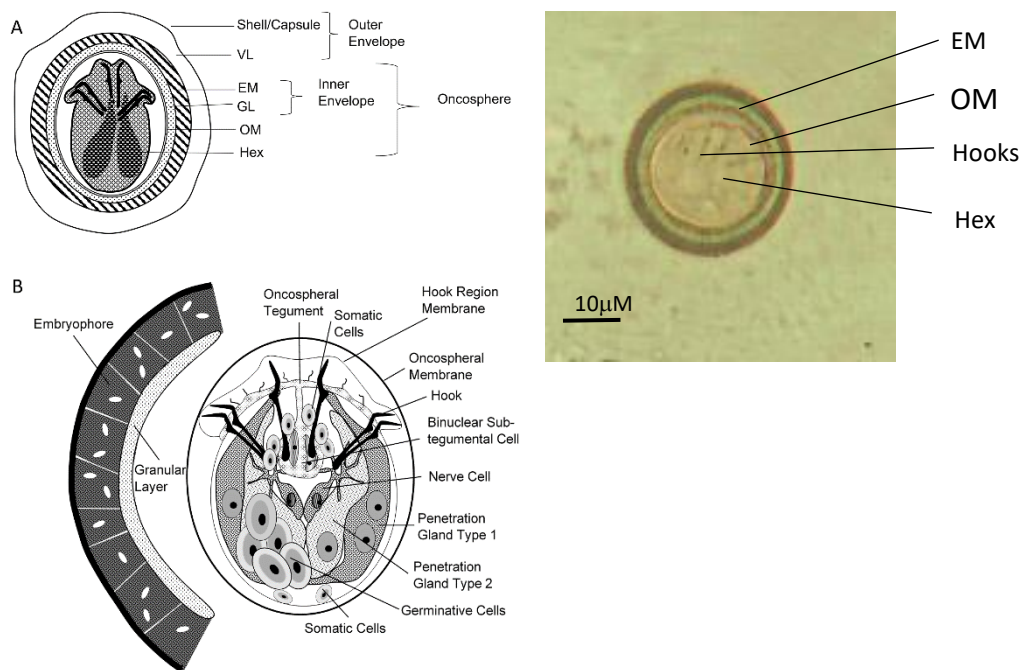 A
Shell/Capsule
Outer
Envelope
VL
EM
Inner
Envelope
GL
Oncosphere
OM
Hex
EM
OM
Hooks
Hex
10μM
B
Embryophore
Granular
Layer
Oncospheral
Tegument
Somatic
Cells
Hook Region
Membrane
Oncospheral
Membrane
Hook
Binuclear Sub-
tegumental Cell
Nerve Cell
Penetration
Gland Type 1
Penetration
Gland Type 2
Germinative Cells
Somatic Cells